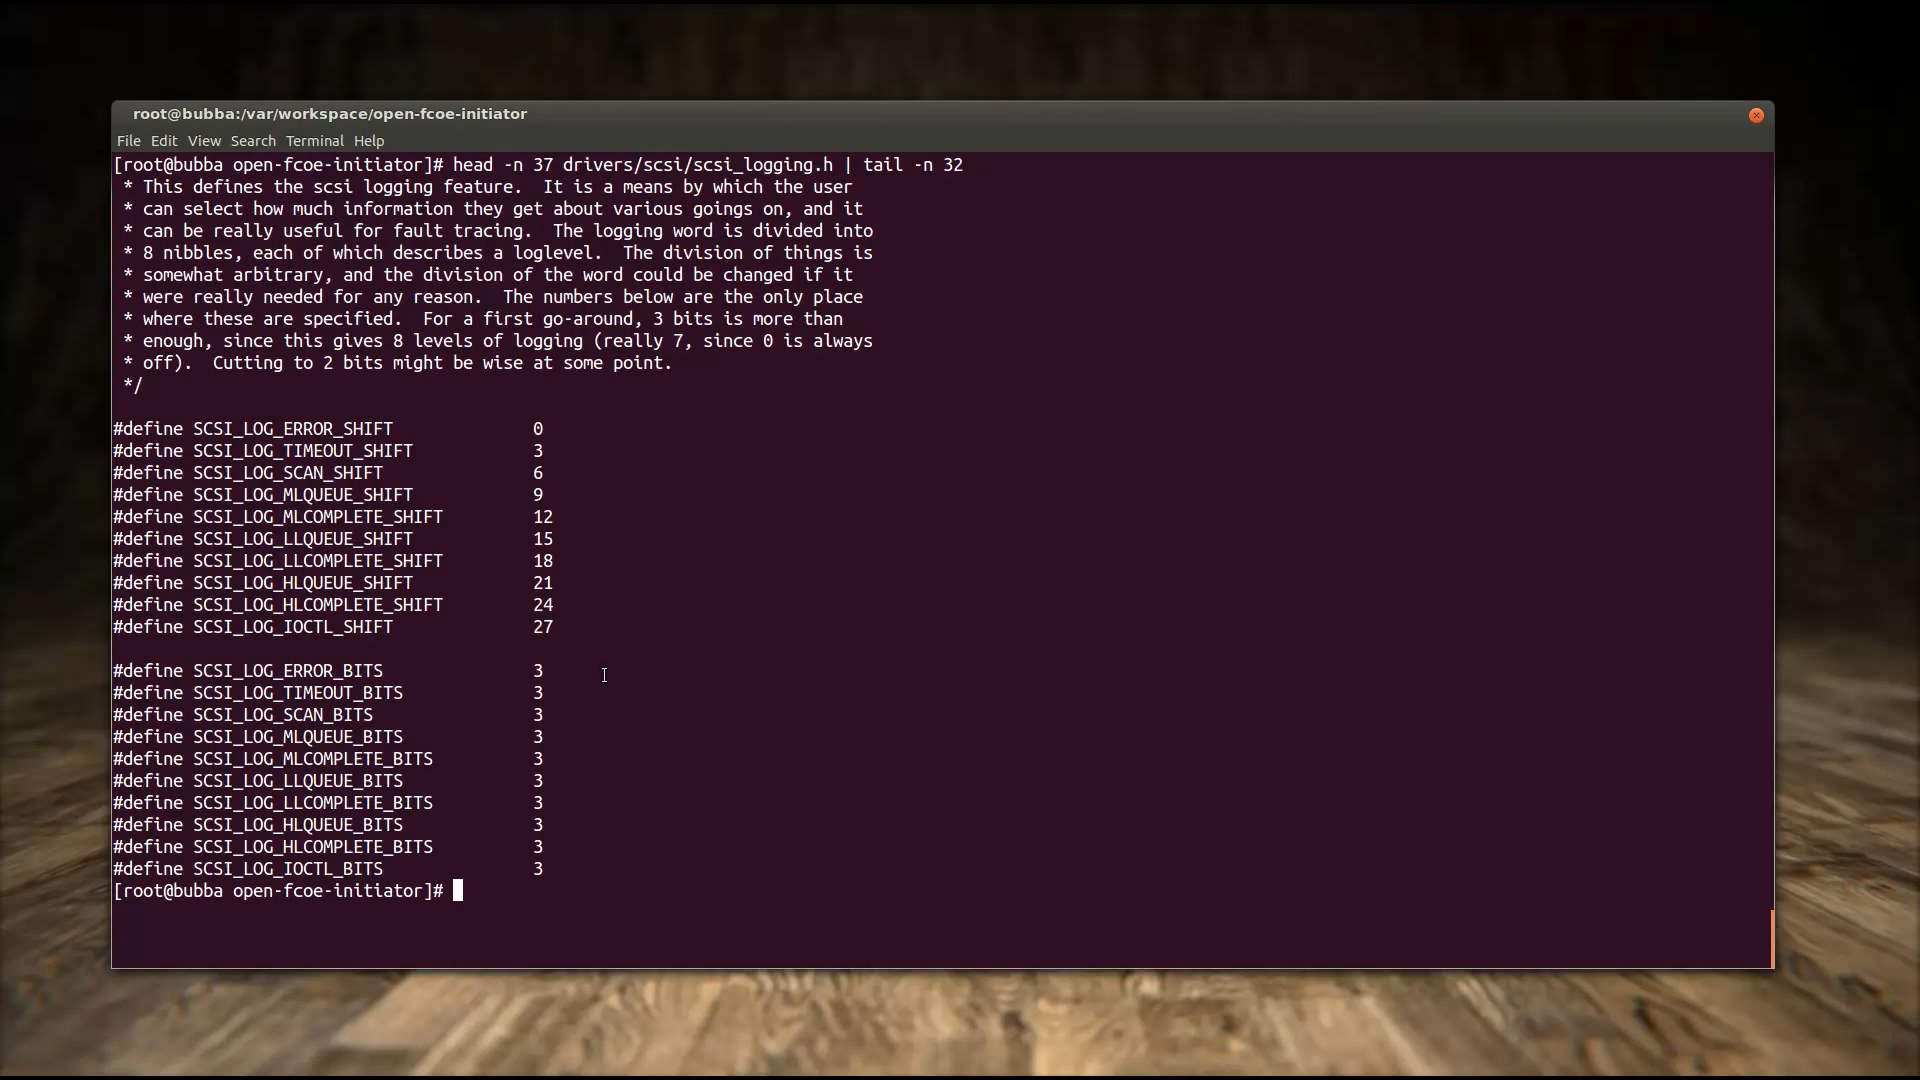 root@bubba:/var/workspace/open-fcoe-initiator
File Edit View Search Terminal Help
[root@bubba open-fcoe-initiator]# head -n 37 drivers/scsi/scsi_logging.h | tail -n 32
 * This defines the scsi logging feature.  It is a means by which the user
 * can select how much information they get about various goings on, and it
 * can be really useful for fault tracing.  The logging word is divided into
 * 8 nibbles, each of which describes a loglevel.  The division of things is
 * somewhat arbitrary, and the division of the word could be changed if it
 * were really needed for any reason.  The numbers below are the only place
 * where these are specified.  For a first go-around, 3 bits is more than
 * enough, since this gives 8 levels of logging (really 7, since 0 is always
 * off).  Cutting to 2 bits might be wise at some point.
 */
#define SCSI_LOG_ERROR_SHIFT              0
#define SCSI_LOG_TIMEOUT_SHIFT            3
#define SCSI_LOG_SCAN_SHIFT               6
#define SCSI_LOG_MLQUEUE_SHIFT            9
#define SCSI_LOG_MLCOMPLETE_SHIFT         12
#define SCSI_LOG_LLQUEUE_SHIFT            15
#define SCSI_LOG_LLCOMPLETE_SHIFT         18
#define SCSI_LOG_HLQUEUE_SHIFT            21
#define SCSI_LOG_HLCOMPLETE_SHIFT         24
#define SCSI_LOG_IOCTL_SHIFT              27
#define SCSI_LOG_ERROR_BITS               3
#define SCSI_LOG_TIMEOUT_BITS             3
#define SCSI_LOG_SCAN_BITS                3
#define SCSI_LOG_MLQUEUE_BITS             3
#define SCSI_LOG_MLCOMPLETE_BITS          3
#define SCSI_LOG_LLQUEUE_BITS             3
#define SCSI_LOG_LLCOMPLETE_BITS          3
#define SCSI_LOG_HLQUEUE_BITS             3
#define SCSI_LOG_HLCOMPLETE_BITS          3
#define SCSI_LOG_IOCTL_BITS               3
[root@bubba open-fcoe-initiator]#